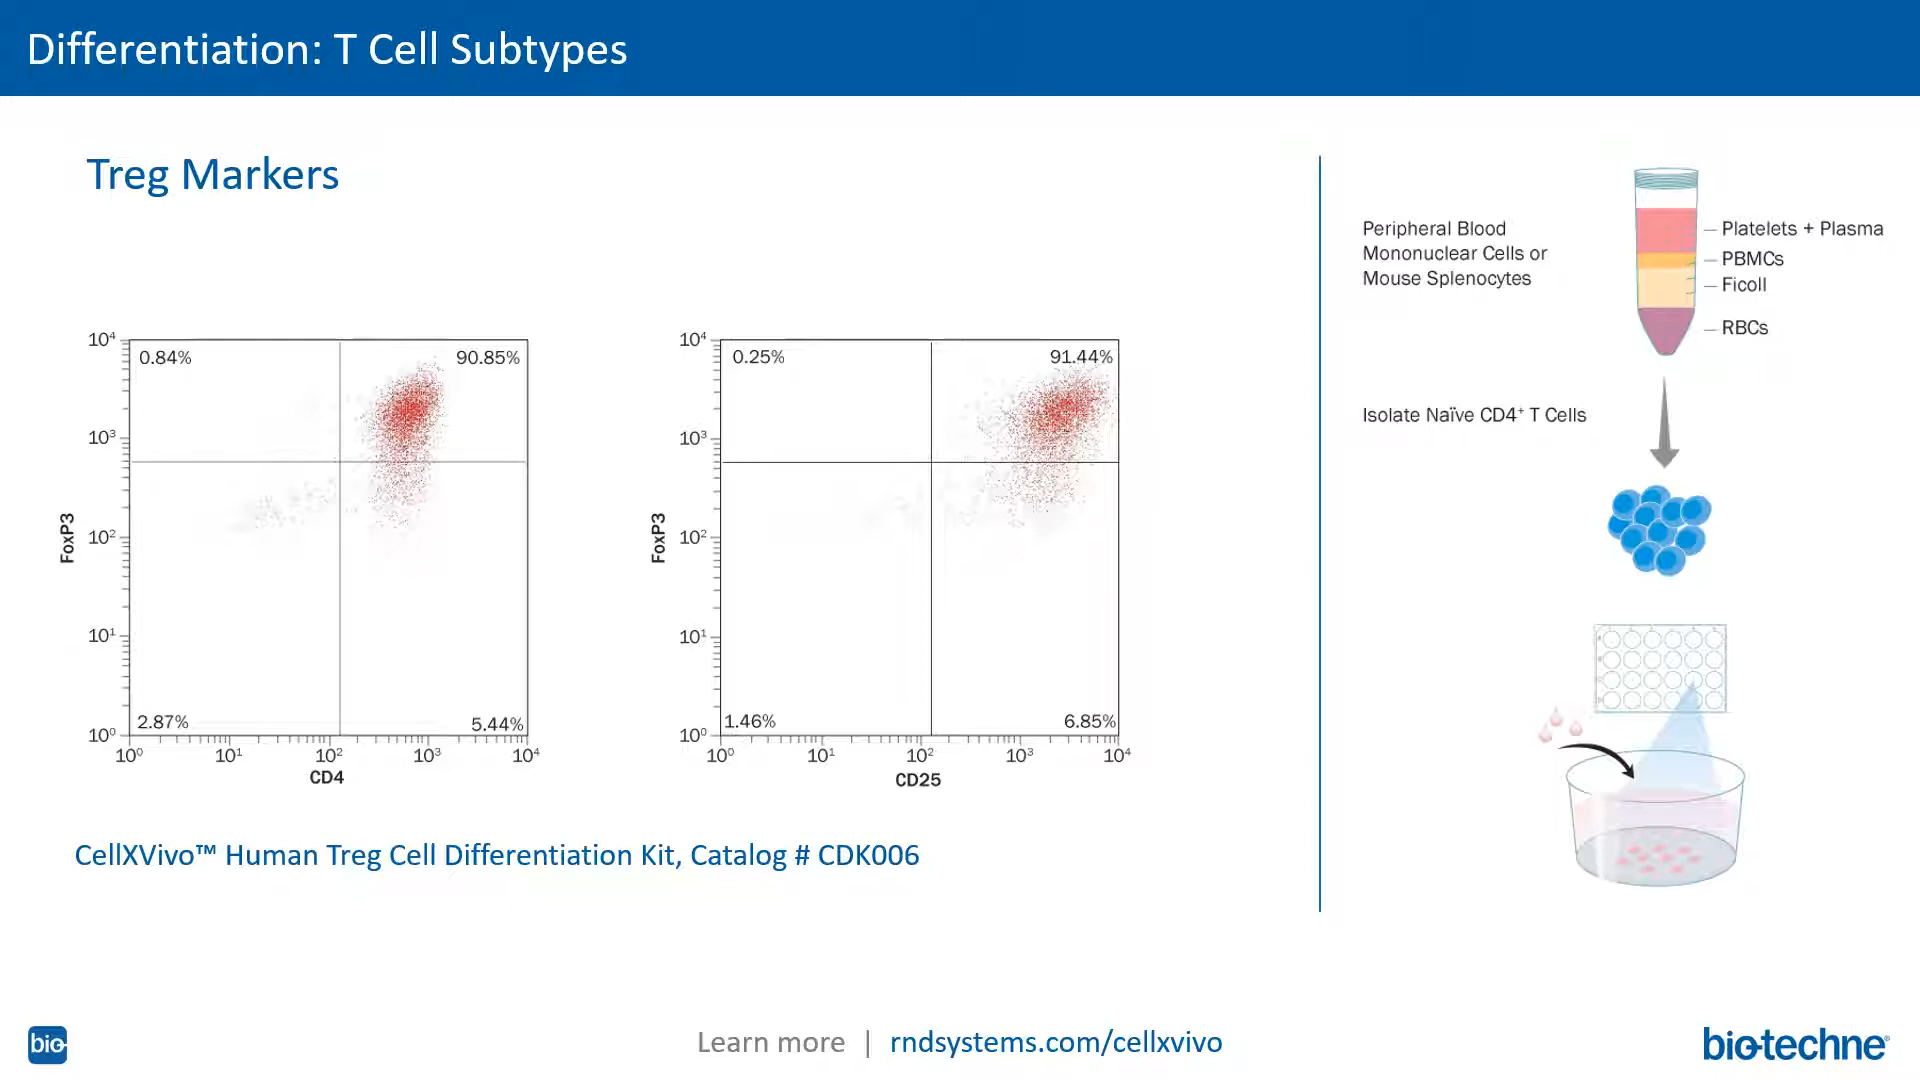 Differentiation: T Cell Subtypes
Treg Markers
10⁴
0.84%
90.85%
10³
10²
10¹
10⁰
2.87%
5.44%
FoxP3
10⁰ 10¹ 10² 10³ 10⁴
CD4
10⁴
0.25%
91.44%
10³
10²
10¹
10⁰
1.46%
6.85%
FoxP3
10⁰ 10¹ 10² 10³ 10⁴
CD25
CellXVivo™ Human Treg Cell Differentiation Kit, Catalog # CDK006
Peripheral Blood
Mononuclear Cells or
Mouse Splenocytes
Platelets + Plasma
PBMCs
Ficoll
RBCs
Isolate Naïve CD4⁺ T Cells
bio-
Learn more | rndsystems.com/cellxvivo
bio-techne®